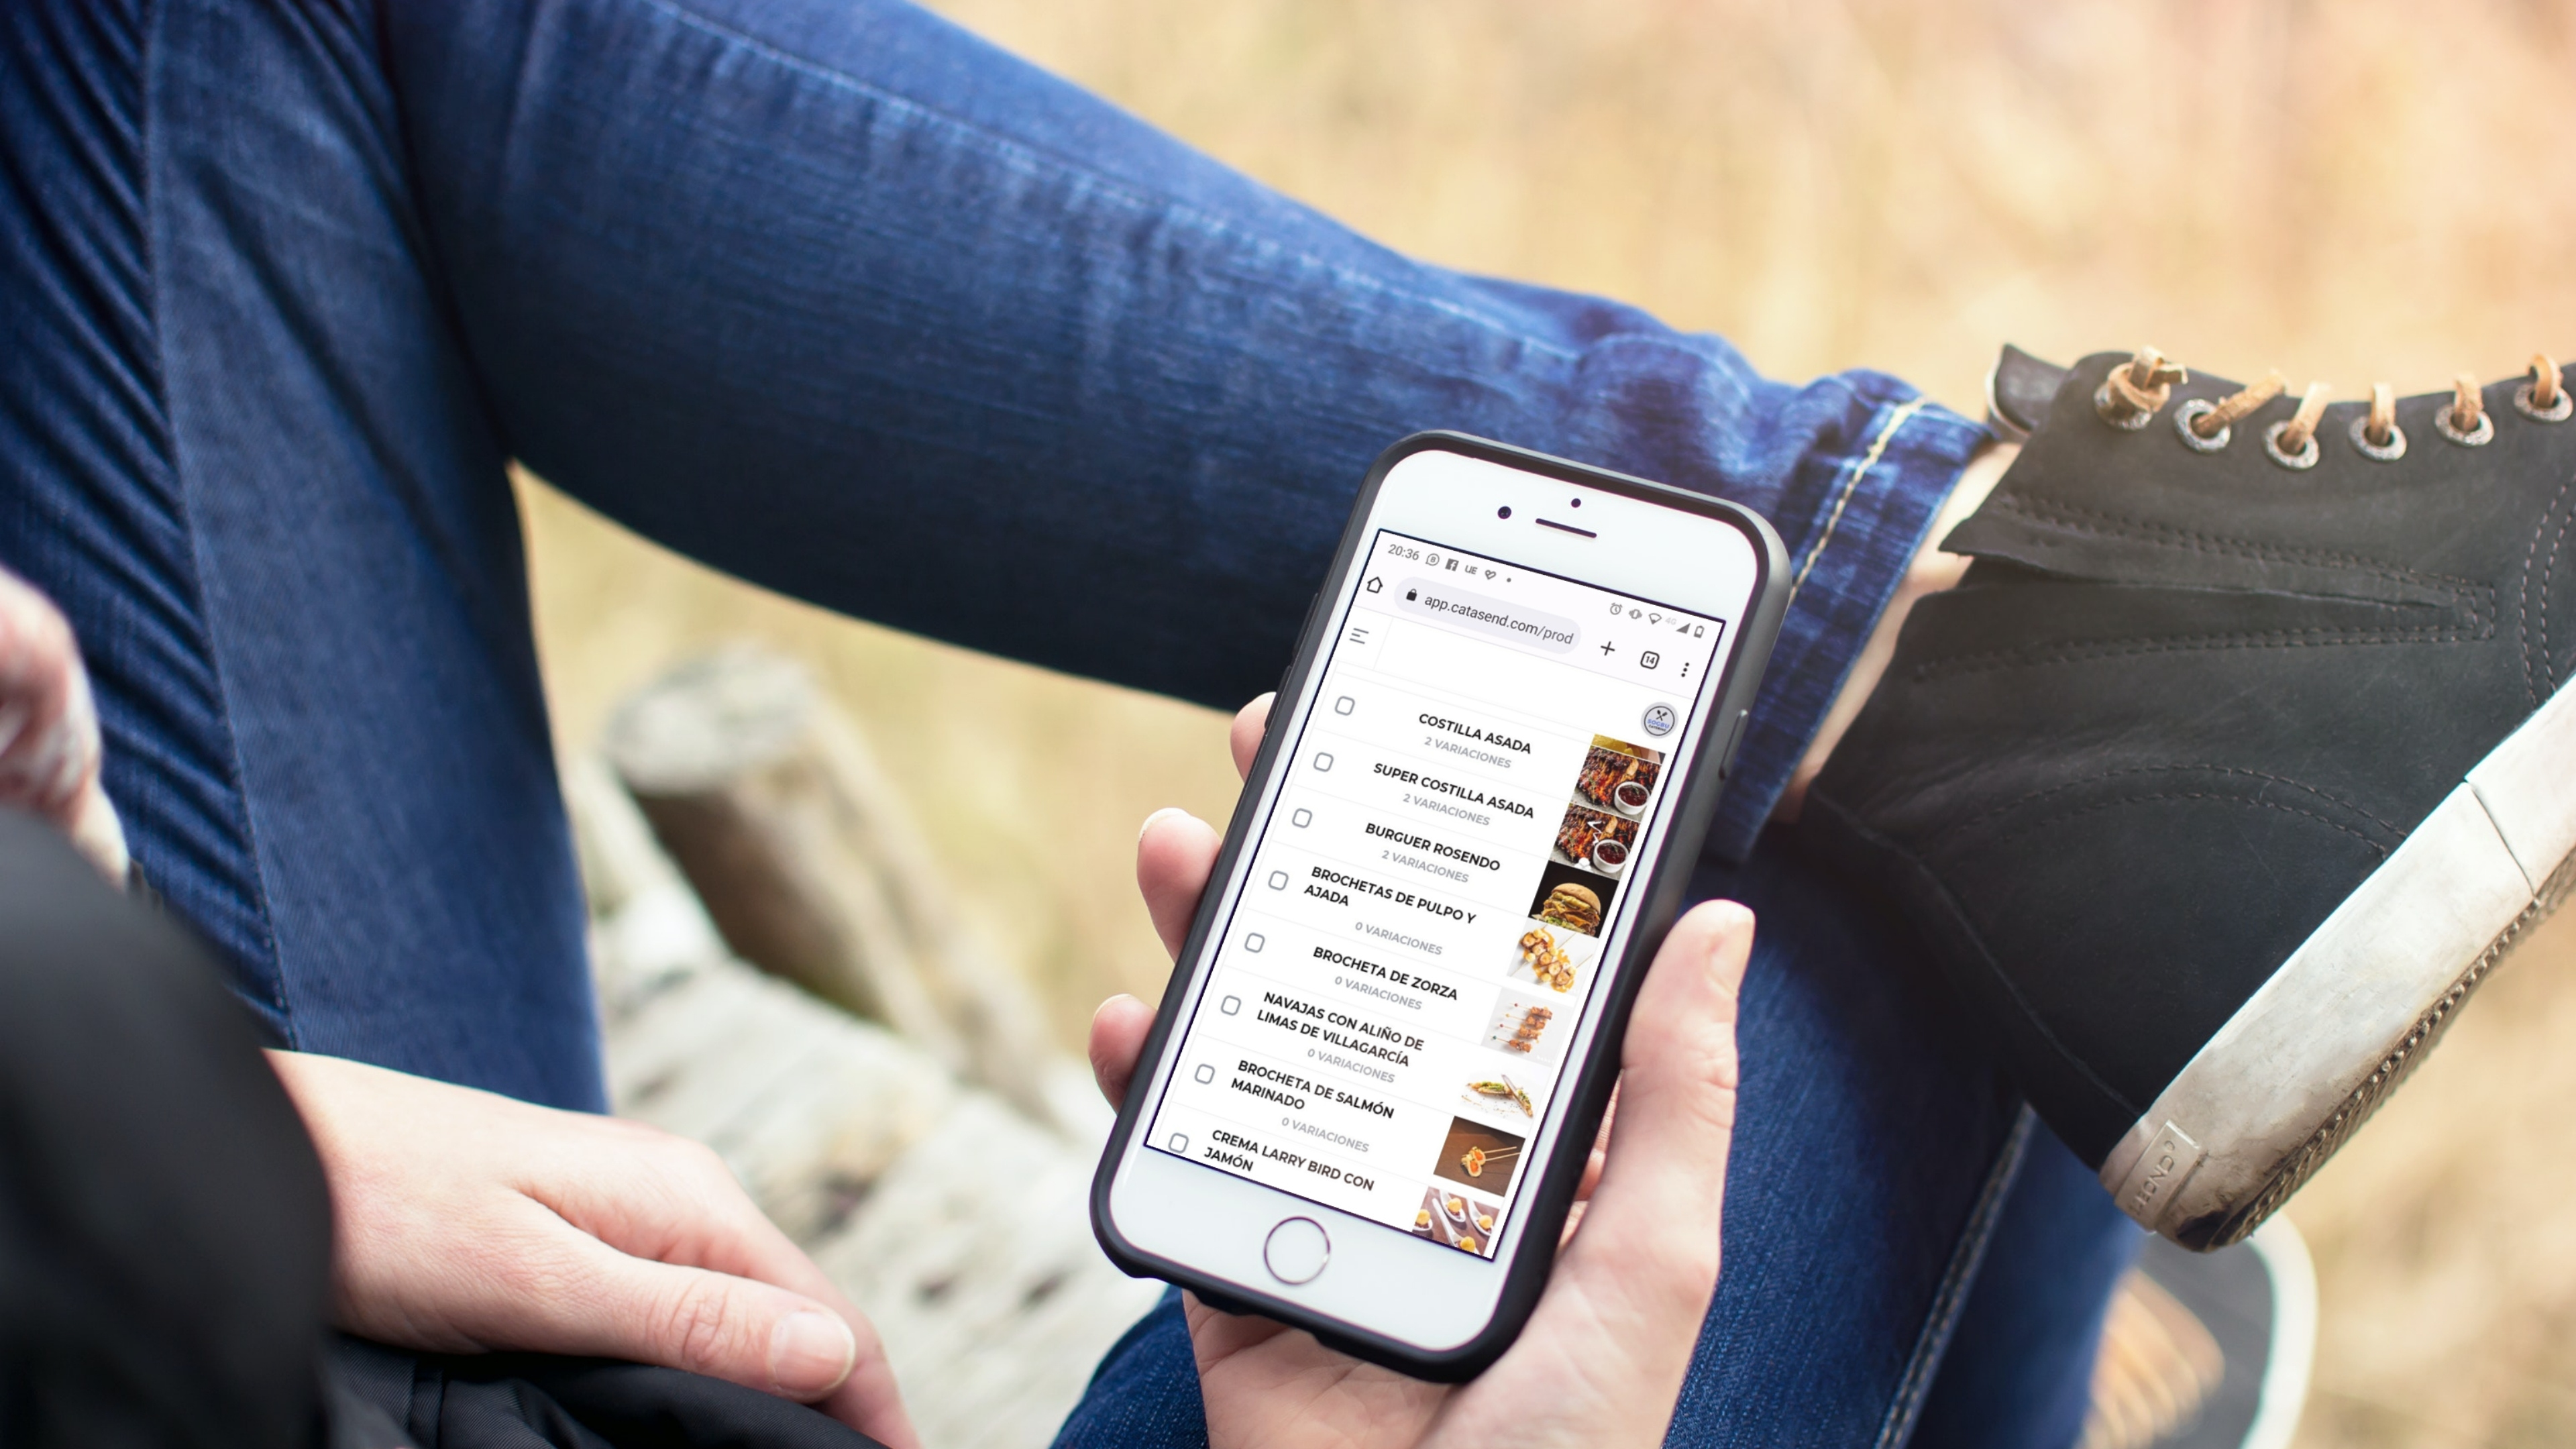 20:36
UE
4G
app.catasend.com/prod
14
COSTILLA ASADA
2 VARIACIONES
SUPER COSTILLA ASADA
2 VARIACIONES
BURGUER ROSENDO
2 VARIACIONES
BROCHETAS DE PULPO Y
AJADA
0 VARIACIONES
BROCHETA DE ZORZA
0 VARIACIONES
NAVAJAS CON ALIÑO DE
LIMAS DE VILLAGARCÍA
0 VARIACIONES
BROCHETA DE SALMÓN
MARINADO
0 VARIACIONES
CREMA LARRY BIRD CON
JAMÓN